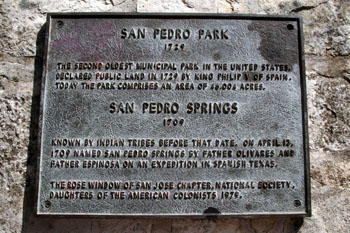 SAN PEDRO PARK
1729
THE SECOND OLDEST MUNICIPAL PARK IN THE UNITED STATES.
DECLARED PUBLIC LAND IN 1729 BY KING PHILIP V OF SPAIN.
TODAY THE PARK COMPRISES AN AREA OF 46.006 ACRES.
SAN PEDRO SPRINGS
1709
KNOWN BY INDIAN TRIBES BEFORE THAT DATE. ON APRIL 13,
1709 NAMED SAN PEDRO SPRINGS BY FATHER OLIVARES AND
FATHER ESPINOSA ON AN EXPEDITION IN SPANISH TEXAS.
THE ROSE WINDOW OF SAN JOSE CHAPTER, NATIONAL SOCIETY,
DAUGHTERS OF THE AMERICAN COLONISTS 1979.